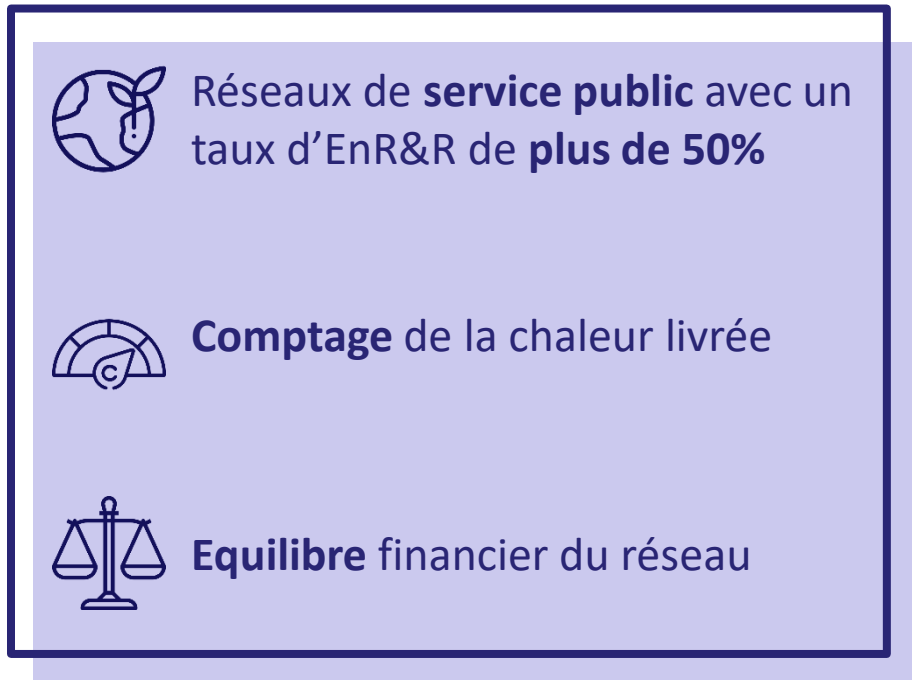 Réseaux de service public avec un
taux d’EnR&R de plus de 50%
Comptage de la chaleur livrée
C
Equilibre financier du réseau